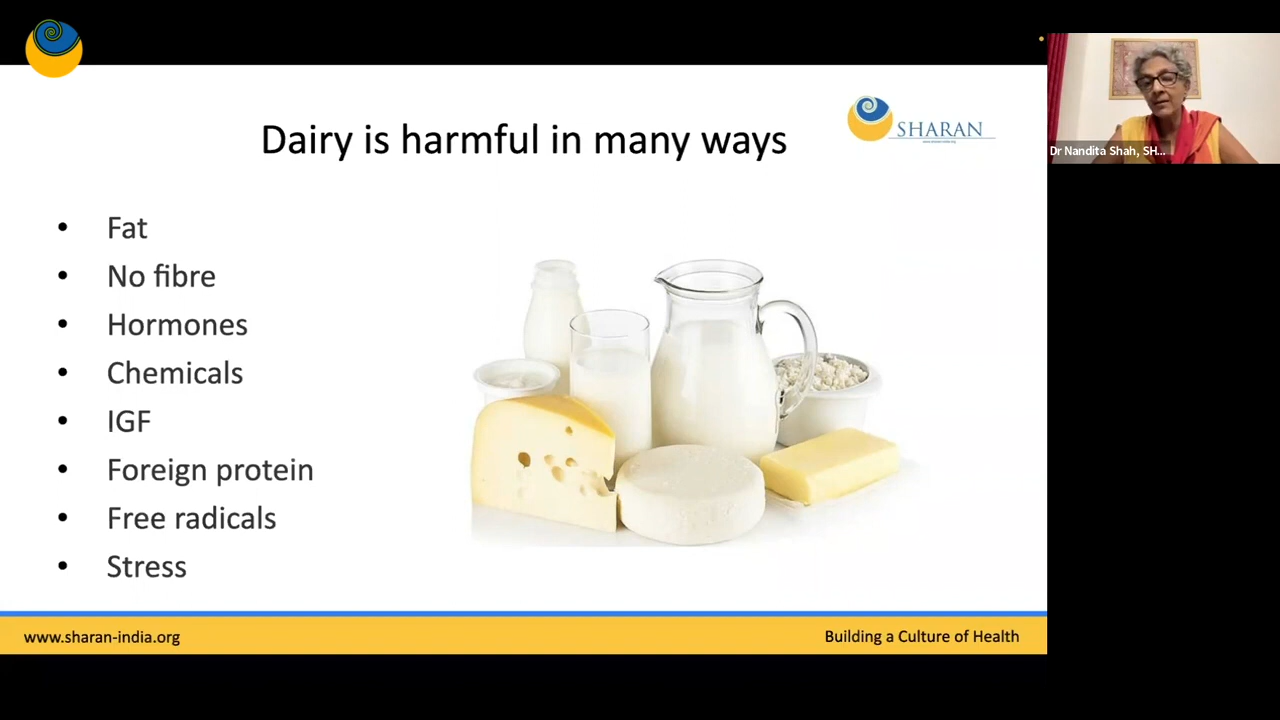 Dairy is harmful in many ways
SHARAN
• Fat
• No fibre
• Hormones
• Chemicals
• IGF
• Foreign protein
• Free radicals
• Stress
www.sharan-india.org
Building a Culture of Health
Dr Nandita Shah, SH...